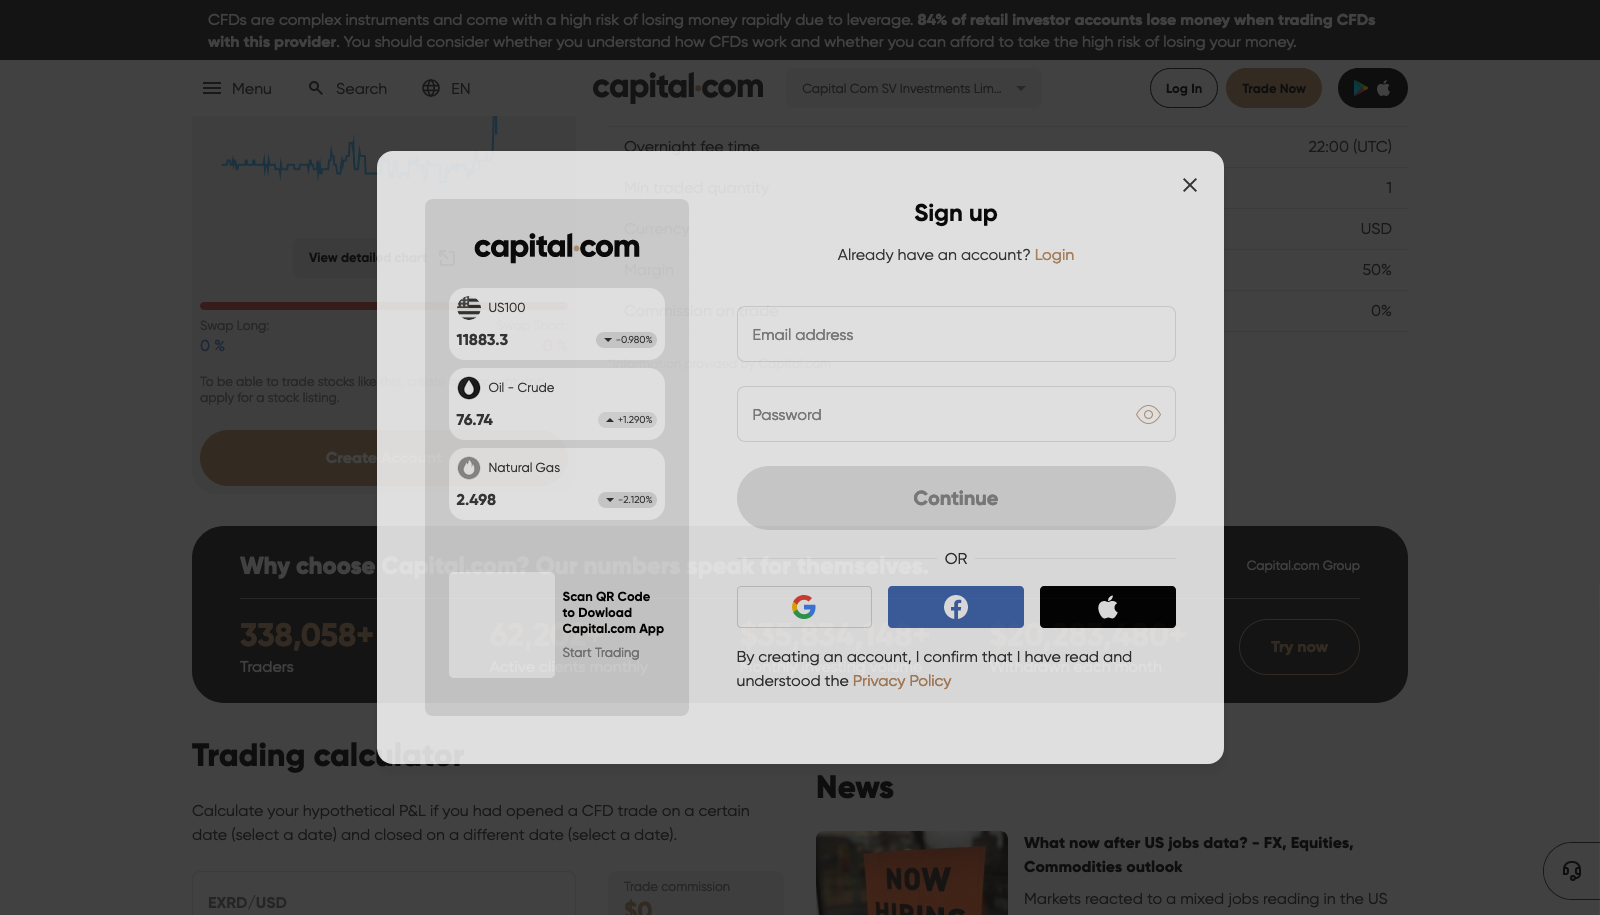 CFDs are complex instruments and come with a high risk of losing money rapidly due to leverage. 84% of retail investor accounts lose money when trading CFDs
with this provider. You should consider whether you understand how CFDs work and whether you can afford to take the high risk of losing your money.
Menu
Search
EN
capital.com
Capital Com SV Investments Lim...
Log In
Trade Now
Overnight fee time
22:00 (UTC)
Min traded quantity
1
Currency
USD
Margin
50%
Commission on trade
0%
View detailed chart
Swap Long:
0 %
0 %
To be able to trade stocks like
apply for a stock listing.
Create Account
capital.com
US100
11883.3
-0.980%
Oil - Crude
76.74
+1.290%
Natural Gas
2.498
-2.120%
Scan QR Code
to Dowload
Capital.com App
Start Trading
Sign up
Already have an account? Login
Email address
Password
Continue
OR
By creating an account, I confirm that I have read and
understood the Privacy Policy
Why choose Capital.com? Our numbers speak for themselves.
Capital.com Group
338,058+
Traders
Active clients monthly
Try now
Trading calculator
Calculate your hypothetical P&L if you had opened a CFD trade on a certain
date (select a date) and closed on a different date (select a date).
EXRD/USD
Trade commission
$0
News
NOW
HIRING
What now after US jobs data? - FX, Equities,
Commodities outlook
Markets reacted to a mixed jobs reading in the US